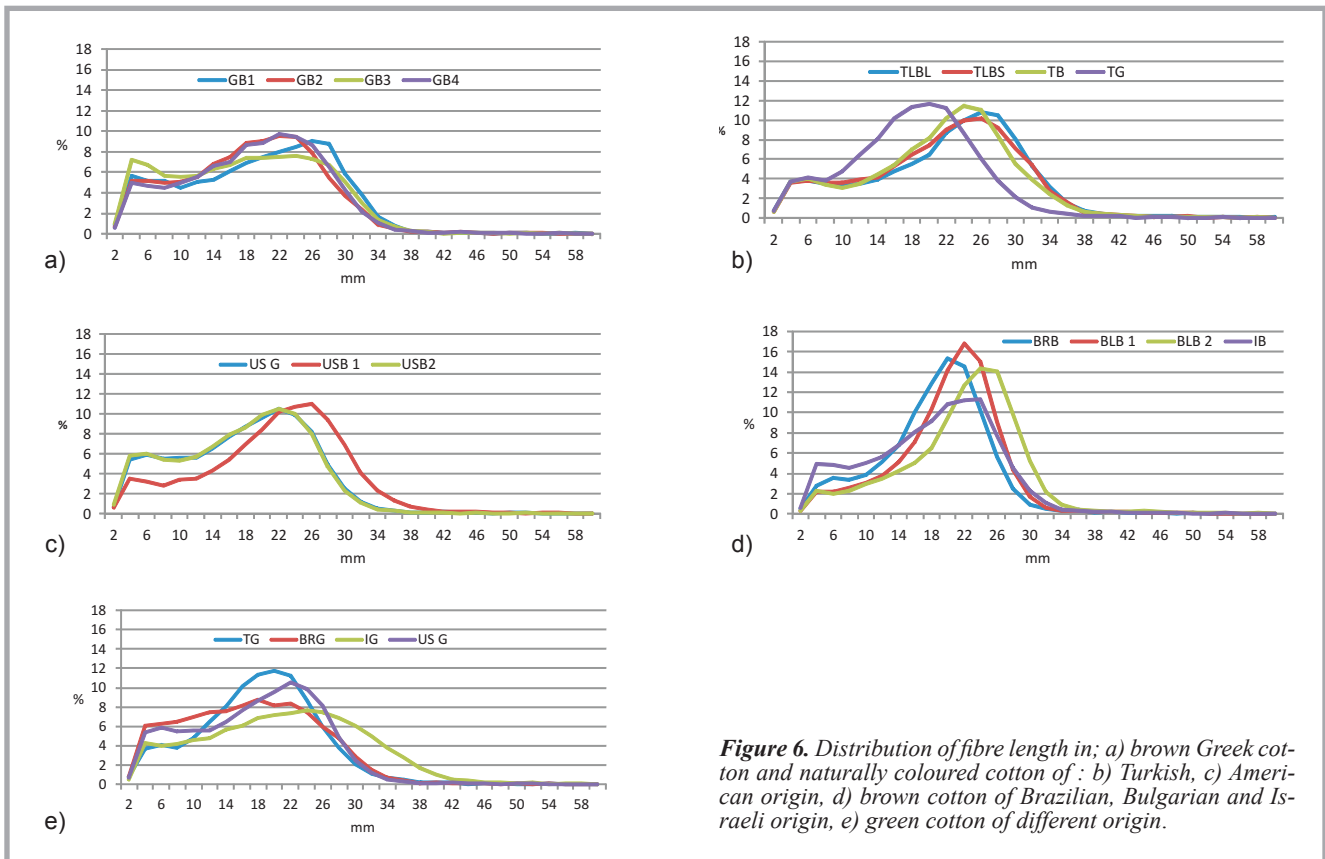 18
16
14
12
10
8
6
4
2
0
%
GB1 GB2 GB3 GB4
2 6 10 14 18 22 26 30 34 38 42 46 50 54 58
mm
a)
18
16
14
12
10
8
6
4
2
0
%
TLBL TLBS TB TG
2 6 10 14 18 22 26 30 34 38 42 46 50 54 58
mm
b)
18
16
14
12
10
8
6
4
2
0
%
US G USB 1 USB2
2 6 10 14 18 22 26 30 34 38 42 46 50 54 58
mm
c)
18
16
14
12
10
8
6
4
2
0
%
BRB BLB 1 BLB 2 IB
2 6 10 14 18 22 26 30 34 38 42 46 50 54 58
mm
d)
18
16
14
12
10
8
6
4
2
0
%
TG BRG IG US G
2 6 10 14 18 22 26 30 34 38 42 46 50 54 58
mm
e)
Figure 6. Distribution of fibre length in; a) brown Greek cot-
ton and naturally coloured cotton of : b) Turkish, c) Ameri-
can origin, d) brown cotton of Brazilian, Bulgarian and Is-
raeli origin, e) green cotton of different origin.